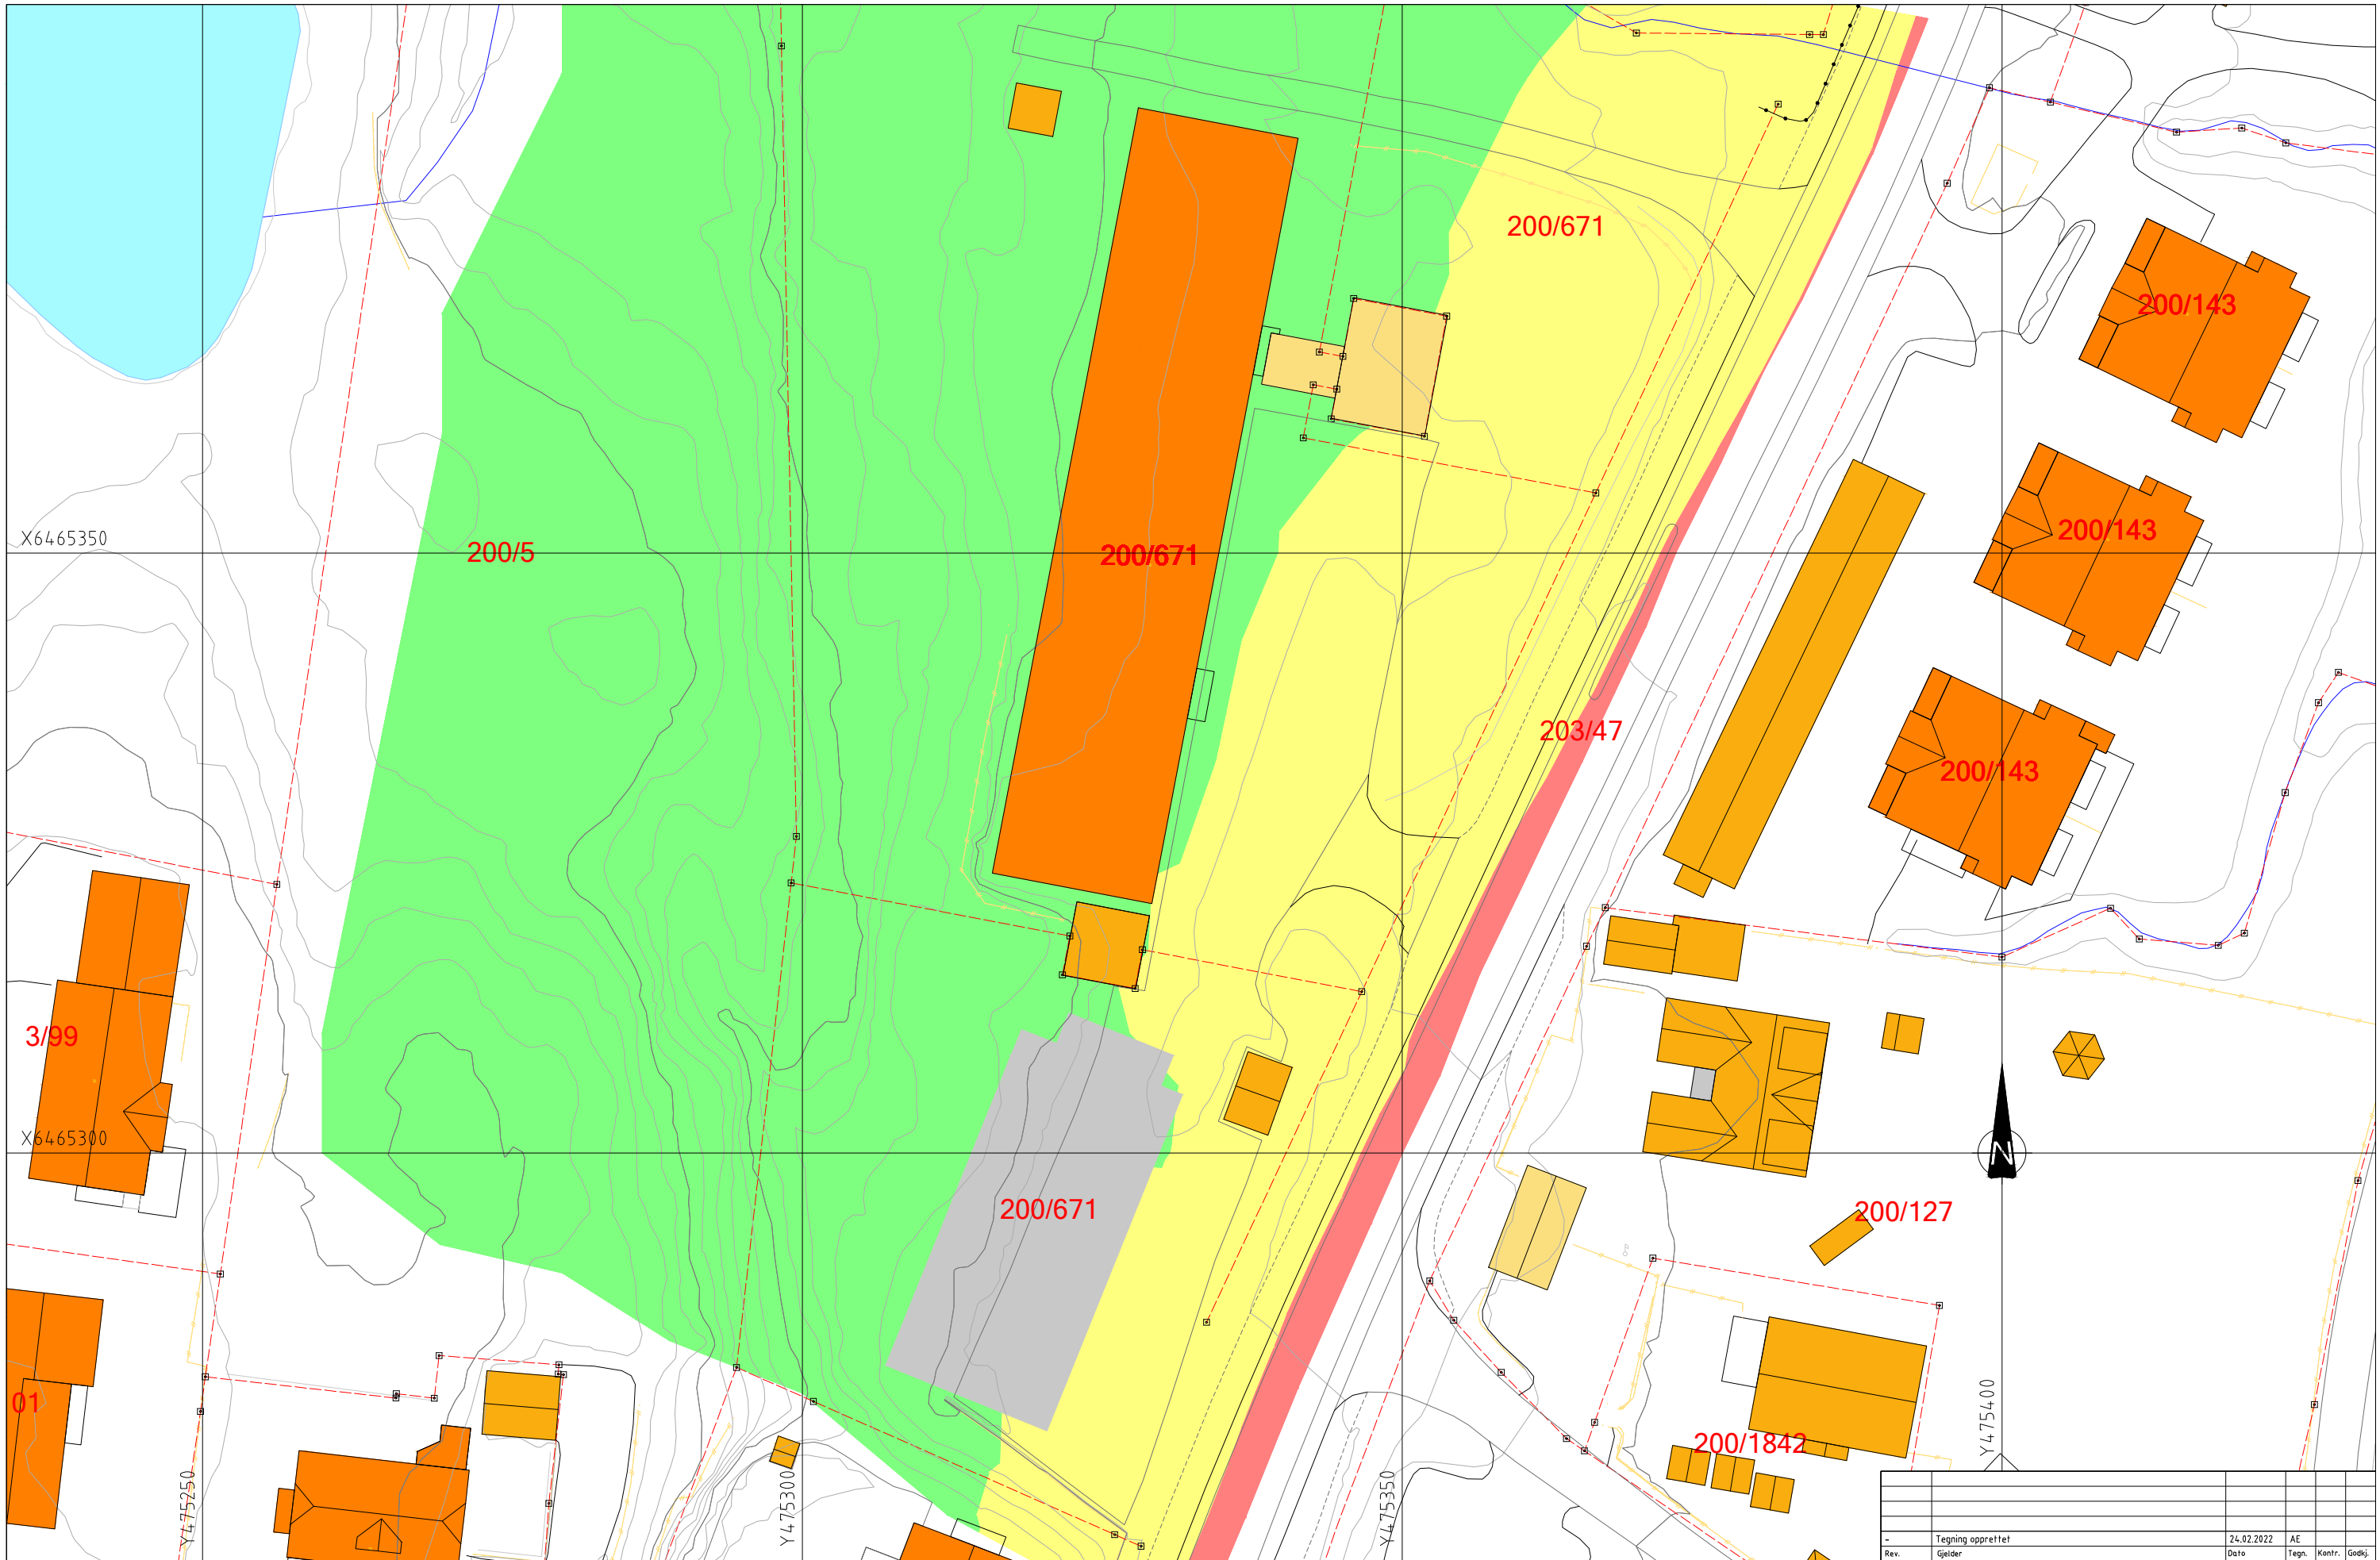 200/671
200/143
X6465350
200/5
200/671
200/143
203/47
200/143
3/99
X6465300
N
200/671
200/127
01
200/1842
Y475250
Y475300
Y475350
Y475400
- Tegning opprettet 24.02.2022 AE
Rev. Gjelder Dato Tegn. Kontr. Godkj.